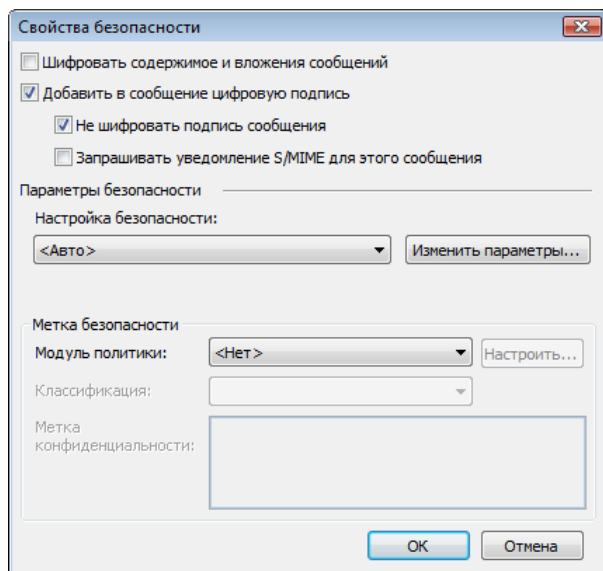 Свойства безопасности
Шифровать содержимое и вложения сообщений
Добавить в сообщение цифровую подпись
Не шифровать подпись сообщения
Запрашивать уведомление S/MIME для этого сообщения
Параметры безопасности
Настройка безопасности:
<Авто> Изменить параметры...
Метка безопасности
Модуль политики: <Нет> Настроить...
Классификация:
Метка
конфиденциальности:
ОК Отмена